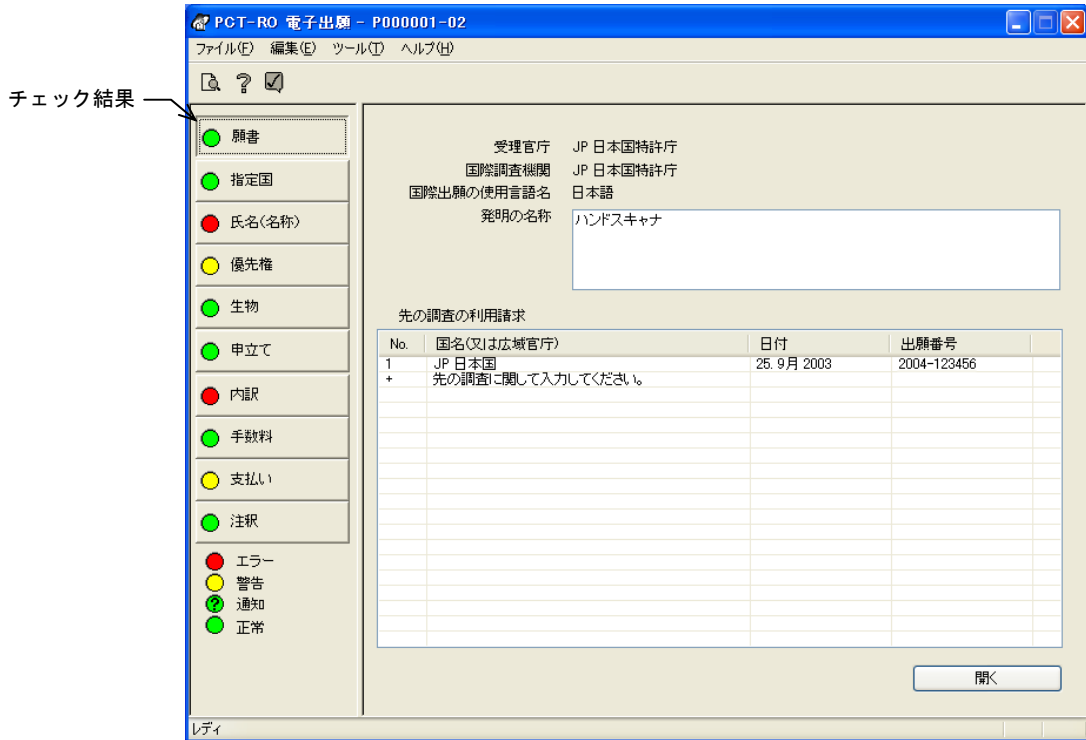 PCT-RO 電子出願 - P000001-02
ファイル(F) 編集(E) ツール(T) ヘルプ(H)
チェック結果
願書
指定国
氏名(名称)
優先権
生物
申立て
内訳
手数料
支払い
注釈
エラー
警告
? 通知
正常
受理官庁 JP 日本国特許庁
国際調査機関 JP 日本国特許庁
国際出願の使用言語名 日本語
発明の名称 ハンドスキャナ
先の調査の利用請求
No. 国名(又は広域官庁) 日付 出願番号
1 JP 日本国 25. 9月 2003 2004-123456
+ 先の調査に関して入力してください。
開く
レディ